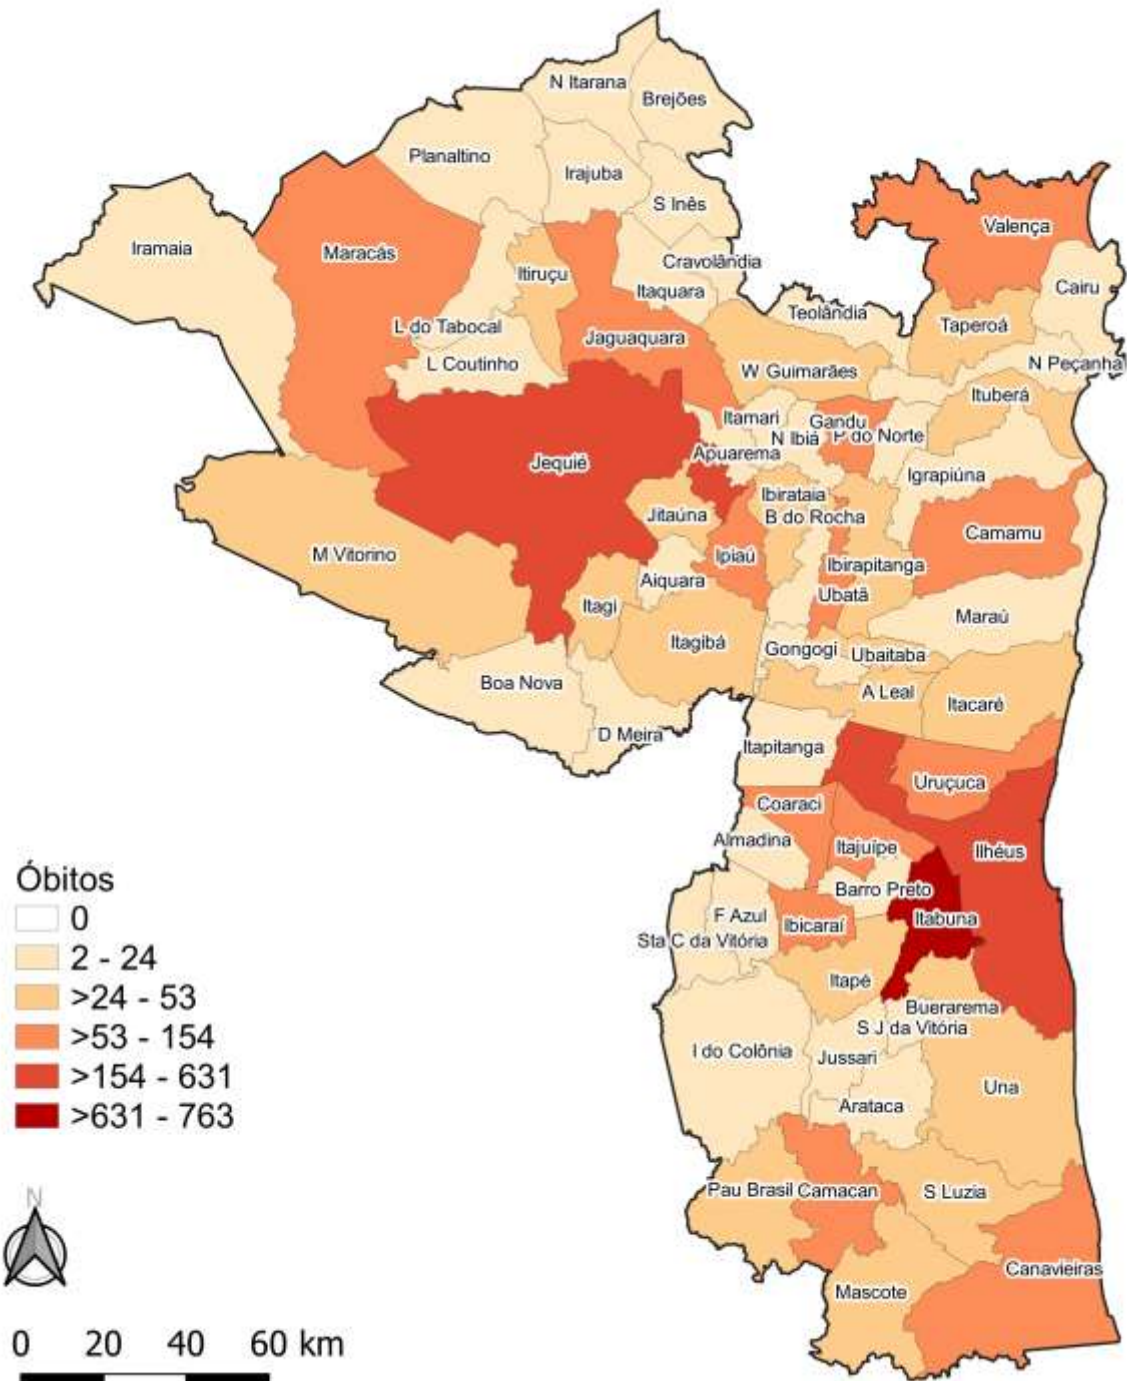 N Itarana
Brejões
Planaltino
Irajuba
S Inês
Valença
Iramaia
Maracás
Cravolândia
Itiruçu
Itaquara
Cairu
Teolândia
Taperoá
L do Tabocal
Jaguaquara
L Coutinho
W Guimarães
N Peçanha
Ituberá
Itamari
Gandu
N Ibiá
P do Norte
Apuarema
Jequié
Igrapiúna
Ibirataia
Jitaúna
B do Rocha
Camamu
M Vitorino
Ipiaú
Ibirapitanga
Aiquara
Ubatã
Itagi
Maraú
Itagibá
Gongogi
Ubaitaba
Boa Nova
A Leal
Itacaré
D Meira
Itapitanga
Uruçuca
Coaraci
Almadina
Itajuípe
Ilhéus
Óbitos
0
2 - 24
>24 - 53
>53 - 154
>154 - 631
>631 - 763
Barro Preto
F Azul
Ibicaraí
Itabuna
Sta C da Vitória
Itapé
Buerarema
S J da Vitória
I do Colônia
Jussari
Una
Arataca
Pau Brasil
Camacan
S Luzia
N
Canavieiras
Mascote
0 20 40 60 km